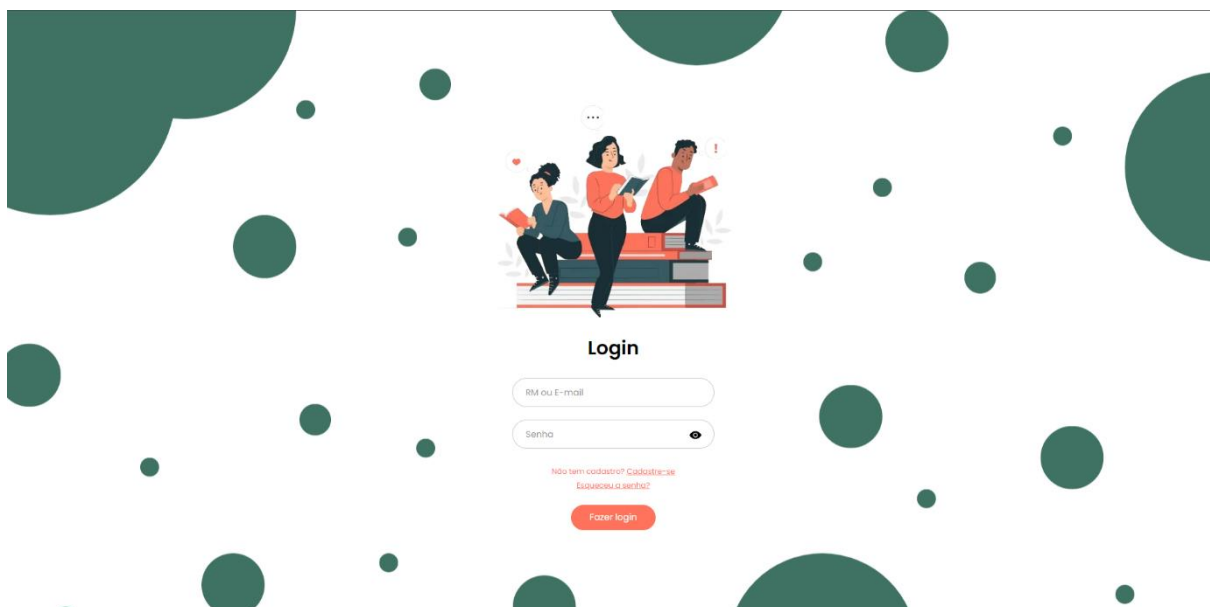 Login
RM ou E-mail
Senha
Não tem cadastro? Cadastre-se
Esqueceu a senha?
Fazer login